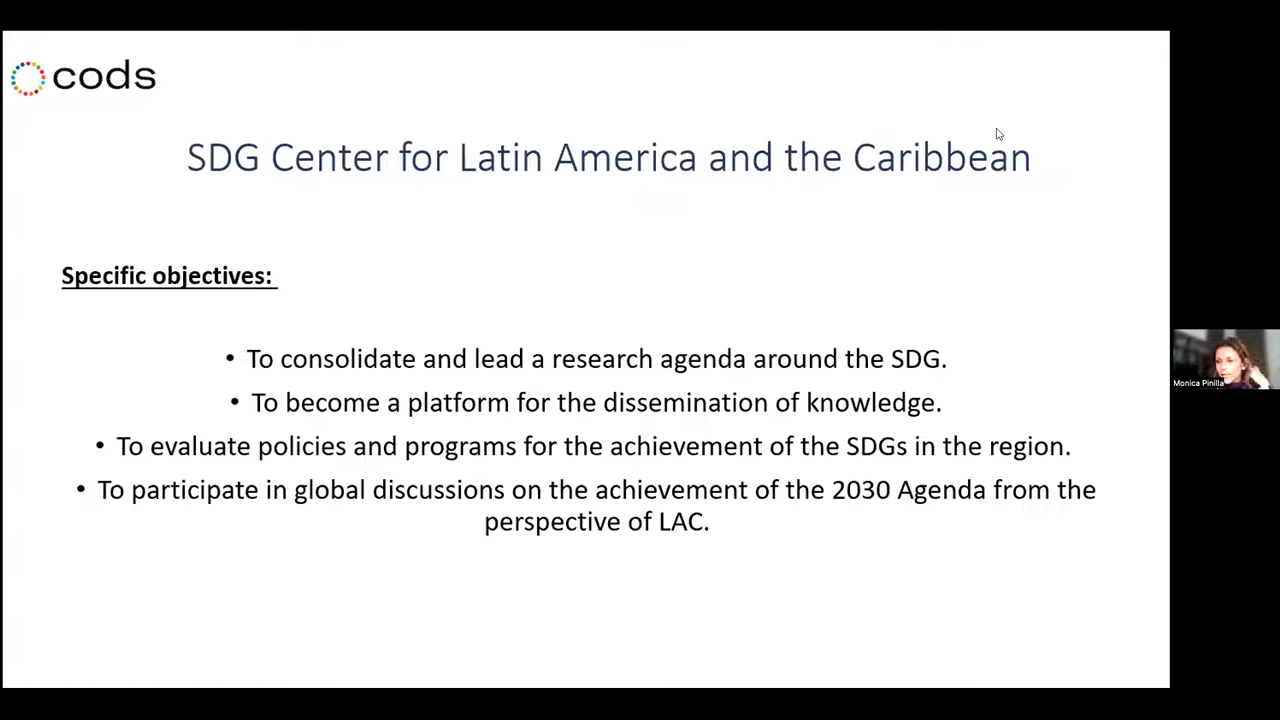 cods
SDG Center for Latin America and the Caribbean
Specific objectives:
• To consolidate and lead a research agenda around the SDG.
• To become a platform for the dissemination of knowledge.
• To evaluate policies and programs for the achievement of the SDGs in the region.
• To participate in global discussions on the achievement of the 2030 Agenda from the
perspective of LAC.
Monica Pinilla